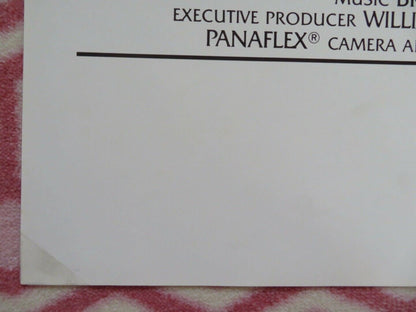 MUSIC
EXECUTIVE PRODUCER
PANAFLEX® CAMERA